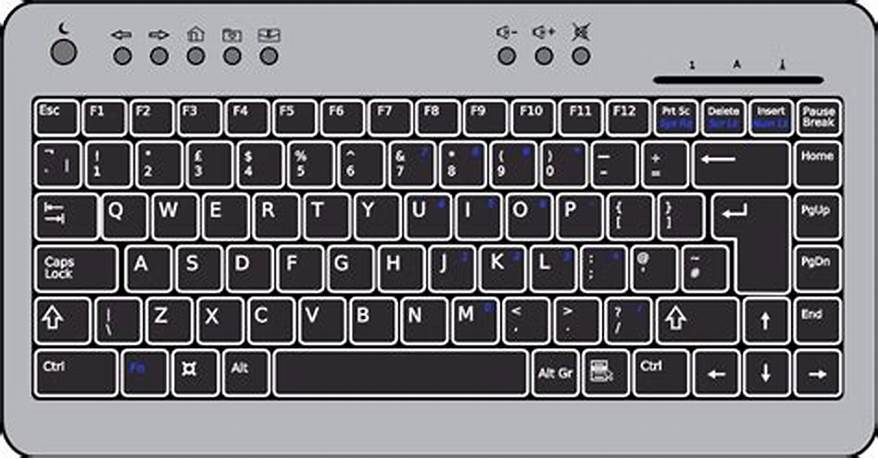 1 A
Esc F1 F2 F3 F4 F5 F6 F7 F8 F9 F10 F11 F12 Prt Sc Delete Insert Pause
Break
! " £ $ % ^ & * ( ) — +
1 2 3 4 5 6 7 8 9 0 - = Home
Q W E R T Y U I O P { } PgUp
[ ]
Caps A S D F G H J K L : @ ~ PgDn
Lock ; ' #
| Z X C V B N M < > ? End
\ , . /
Ctrl Fn Alt Alt Gr Ctrl